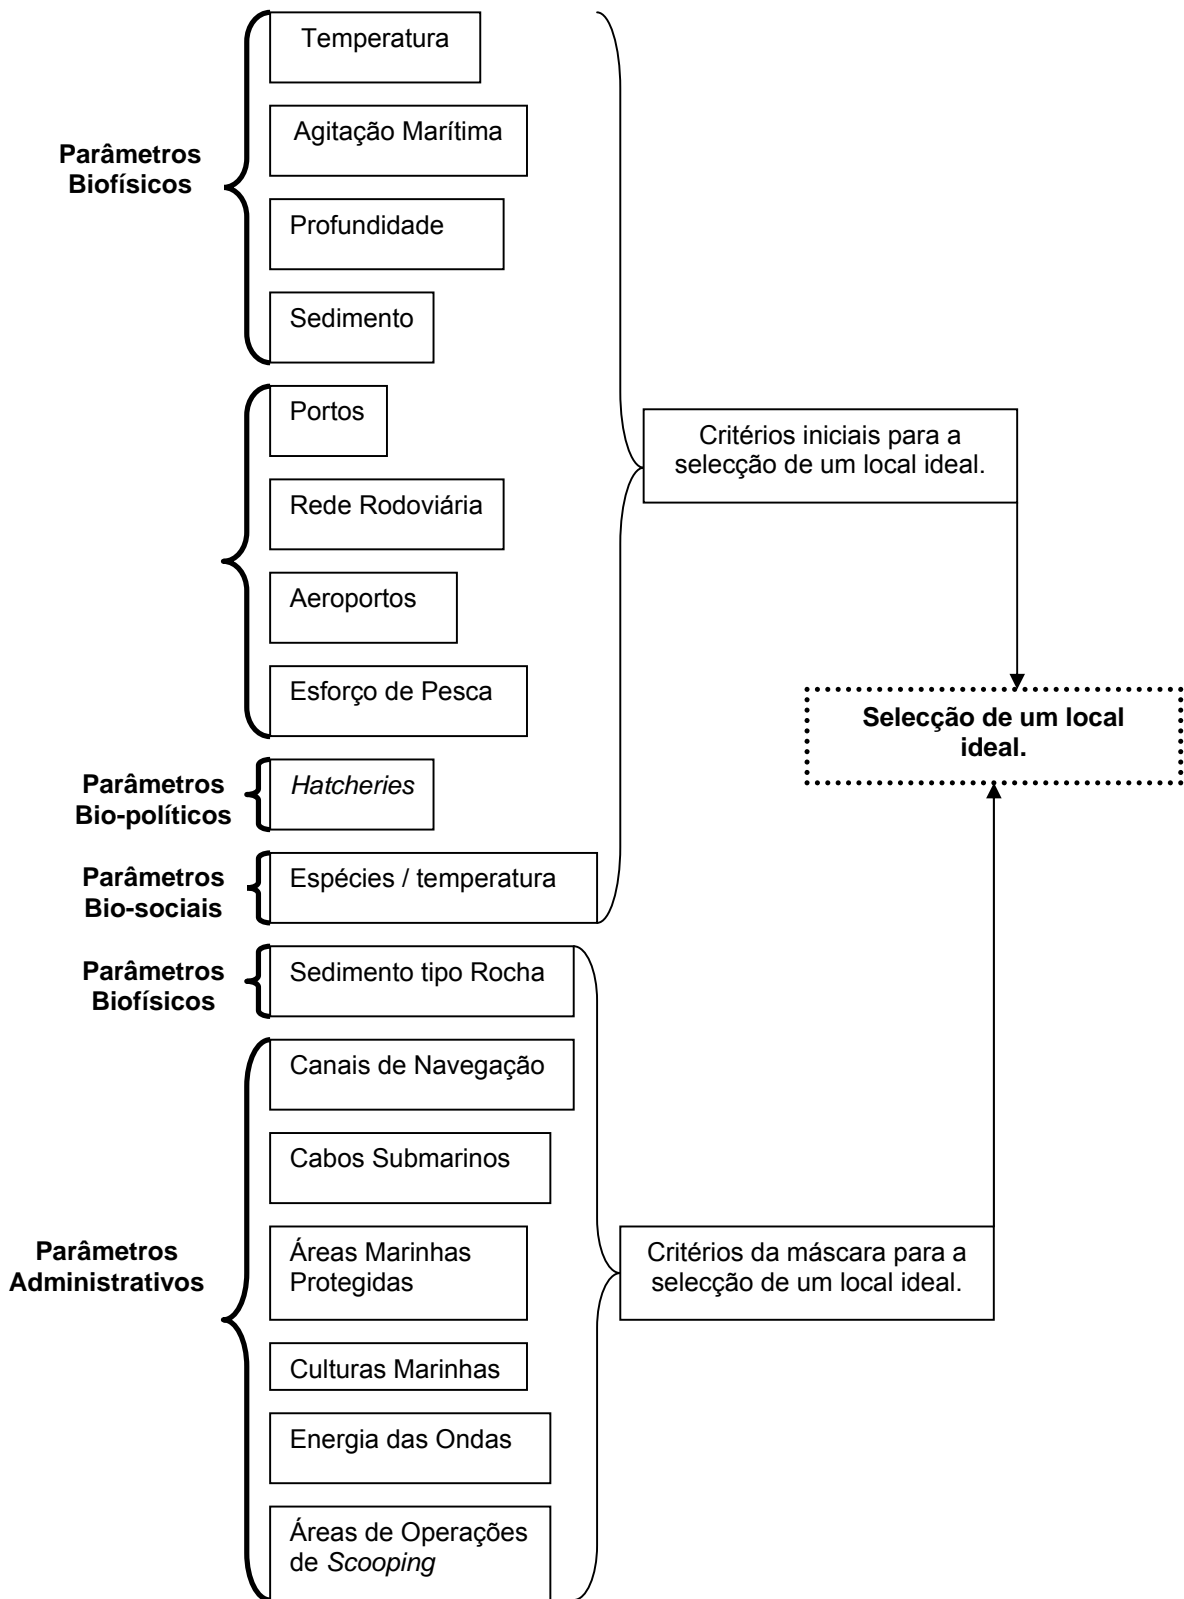 Temperatura
Agitação Marítima
Parâmetros
Biofísicos
Profundidade
Sedimento
Portos
Rede Rodoviária
Aeroportos
Esforço de Pesca
Critérios iniciais para a
selecção de um local ideal.
Selecção de um local
ideal.
Parâmetros
Bio-políticos
Hatcheries
Parâmetros
Bio-sociais
Espécies / temperatura
Parâmetros
Biofísicos
Sedimento tipo Rocha
Canais de Navegação
Cabos Submarinos
Parâmetros
Administrativos
Áreas Marinhas
Protegidas
Culturas Marinhas
Energia das Ondas
Áreas de Operações
de Scooping
Critérios da máscara para a
selecção de um local ideal.